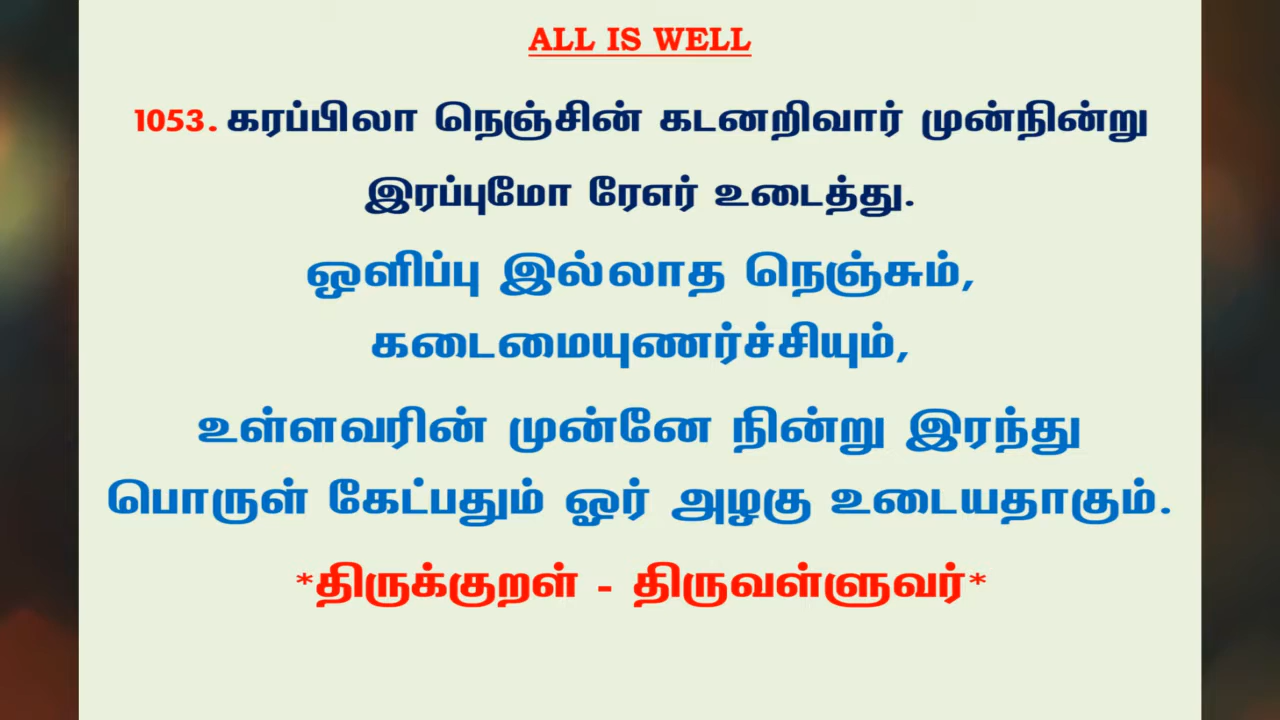 ALL IS WELL
1053. கரப்பிலா நெஞ்சின் கடனறிவார் முன்நின்று
இரப்புமோ ரேஎர் உடைத்து.
ஒளிப்பு இல்லாத நெஞ்சும்,
கடைமையுணர்ச்சியும்,
உள்ளவரின் முன்னே நின்று இரந்து
பொருள் கேட்பதும் ஓர் அழகு உடையதாகும்.
*திருக்குறள் - திருவள்ளுவர்*